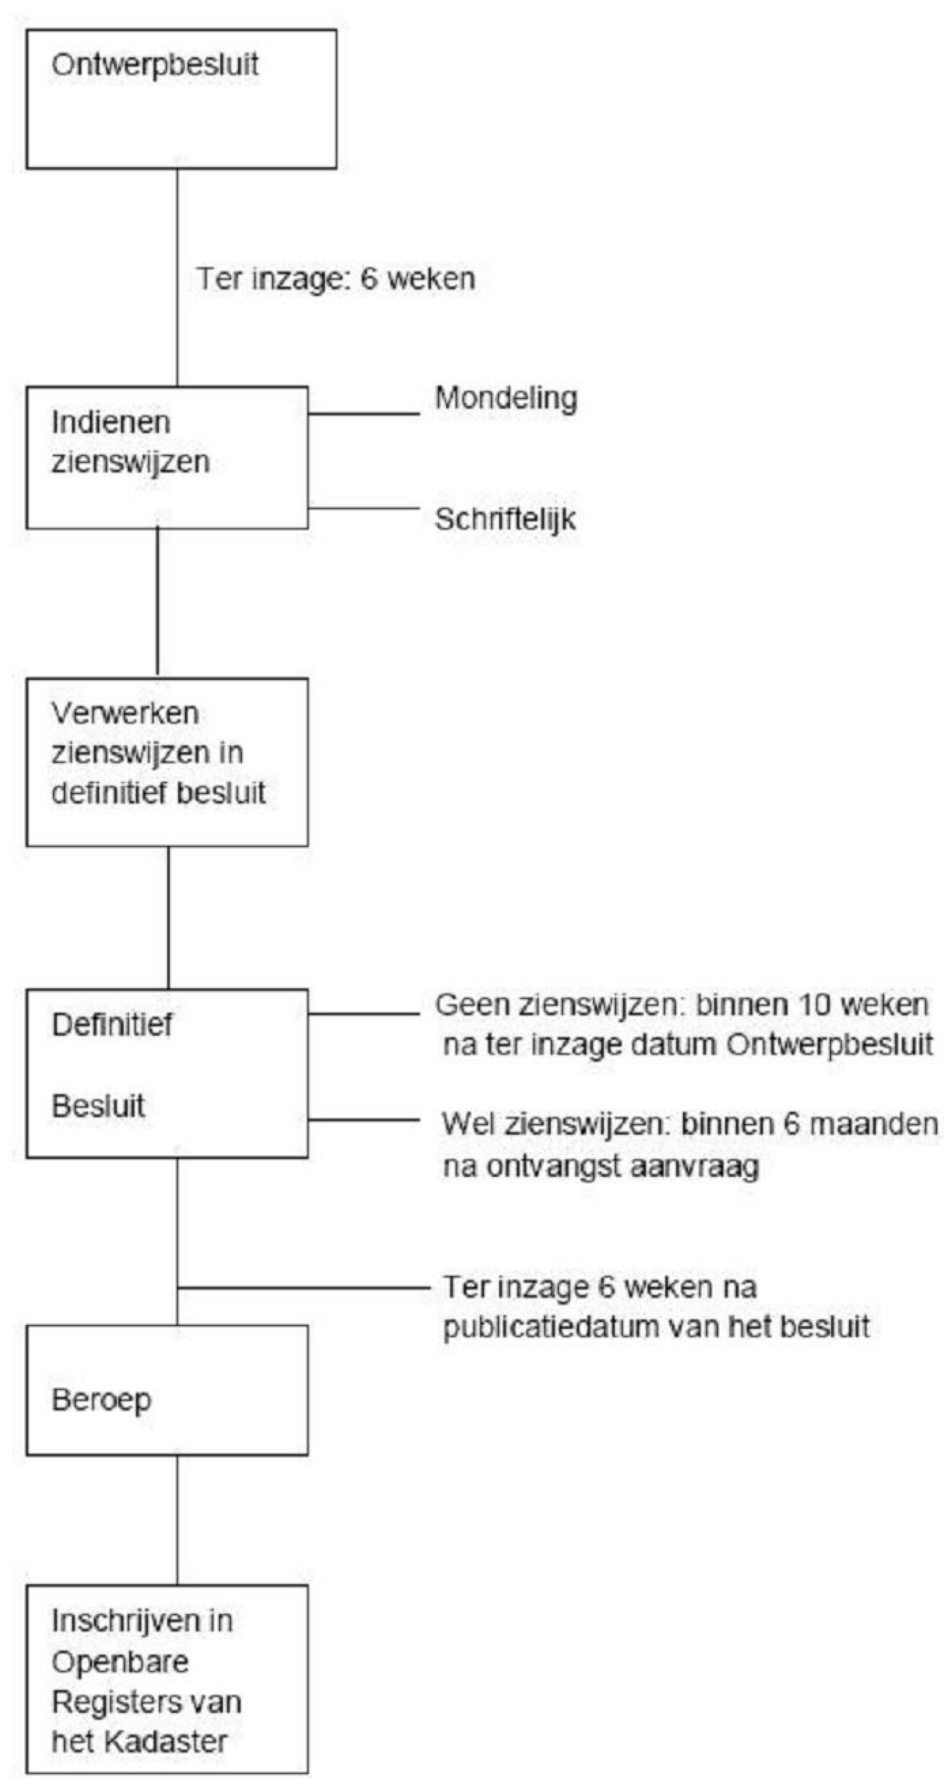 Ontwerpbesluit
Ter inzage: 6 weken
Indienen
zienswijzen
Mondeling
Schriftelijk
Verwerken
zienswijzen in
definitief besluit
Definitief
Besluit
Geen zienswijzen: binnen 10 weken
na ter inzage datum Ontwerpbesluit
Wel zienswijzen: binnen 6 maanden
na ontvangst aanvraag
Ter inzage 6 weken na
publicatiedatum van het besluit
Beroep
Inschrijven in
Openbare
Registers van
het Kadaster